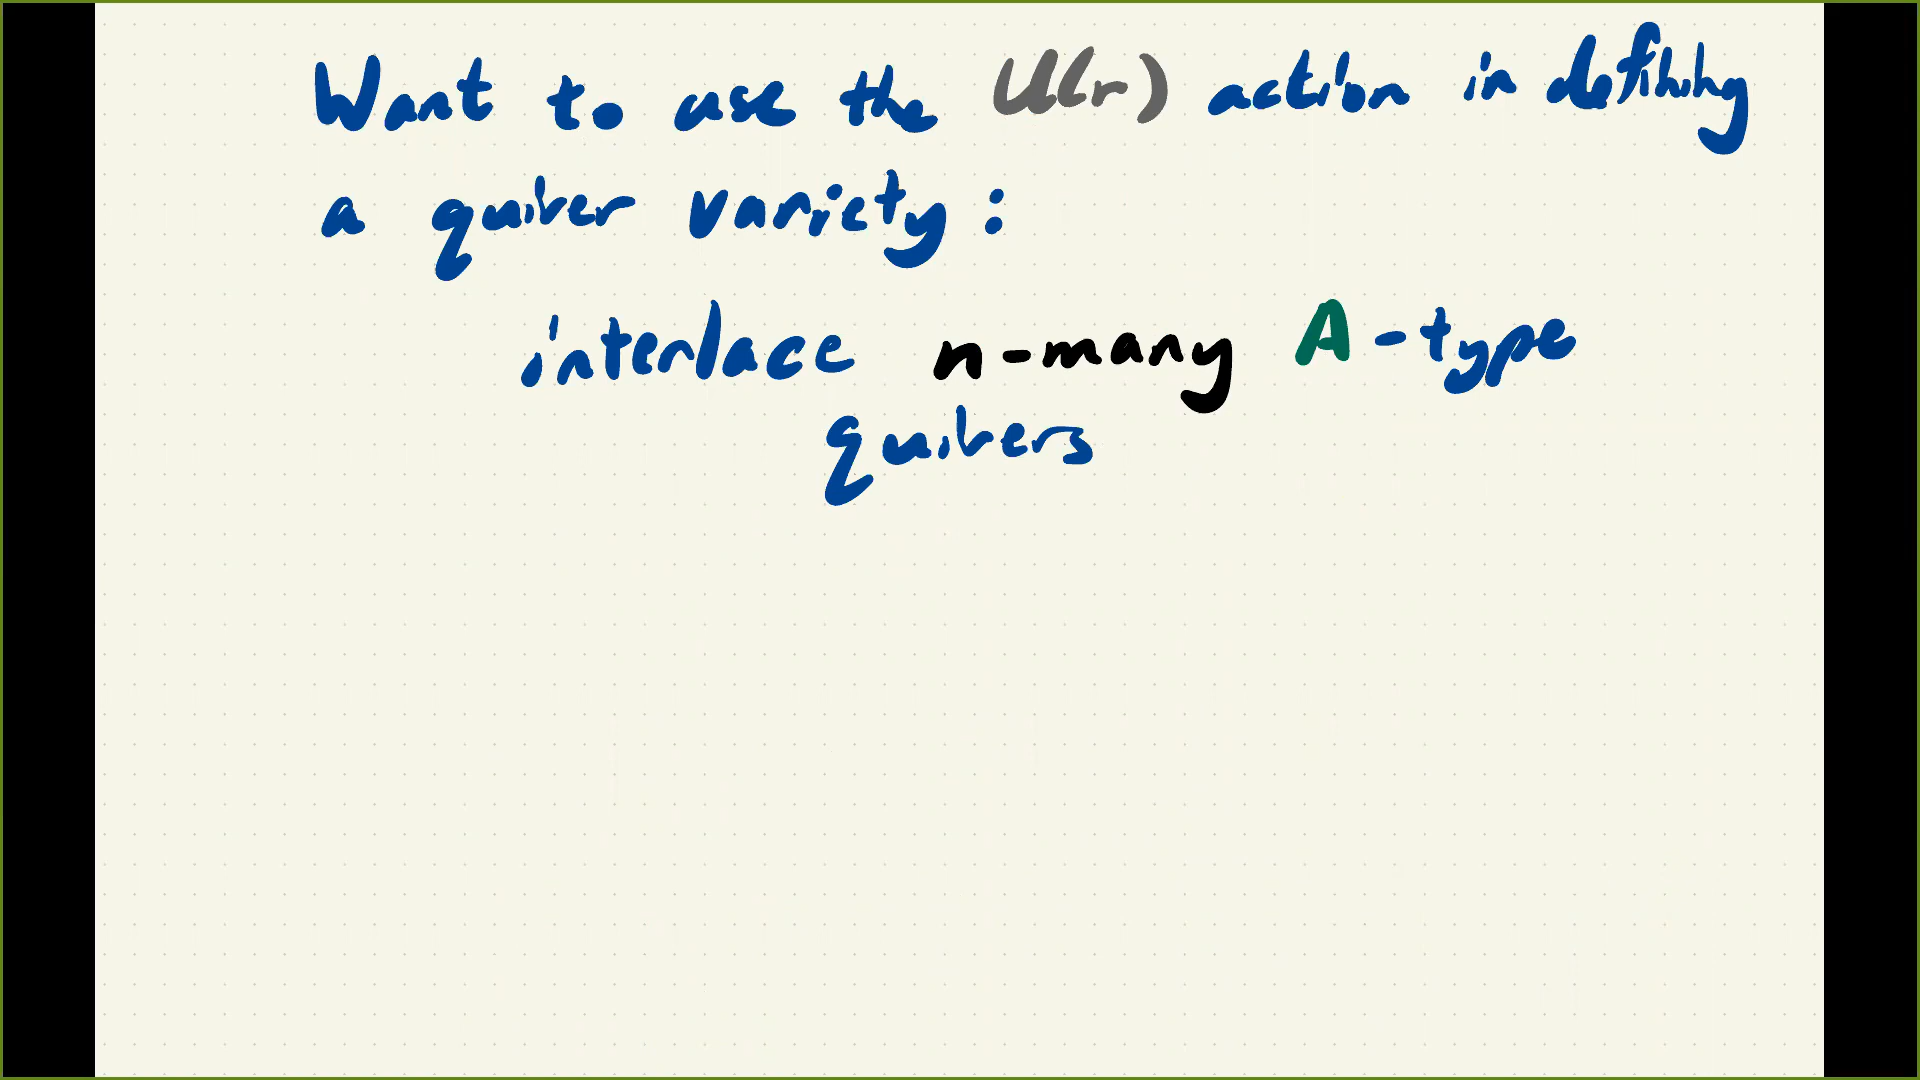 Want to use the U(r) action in defining
a quiver variety:
interlace n-many A-type
quivers